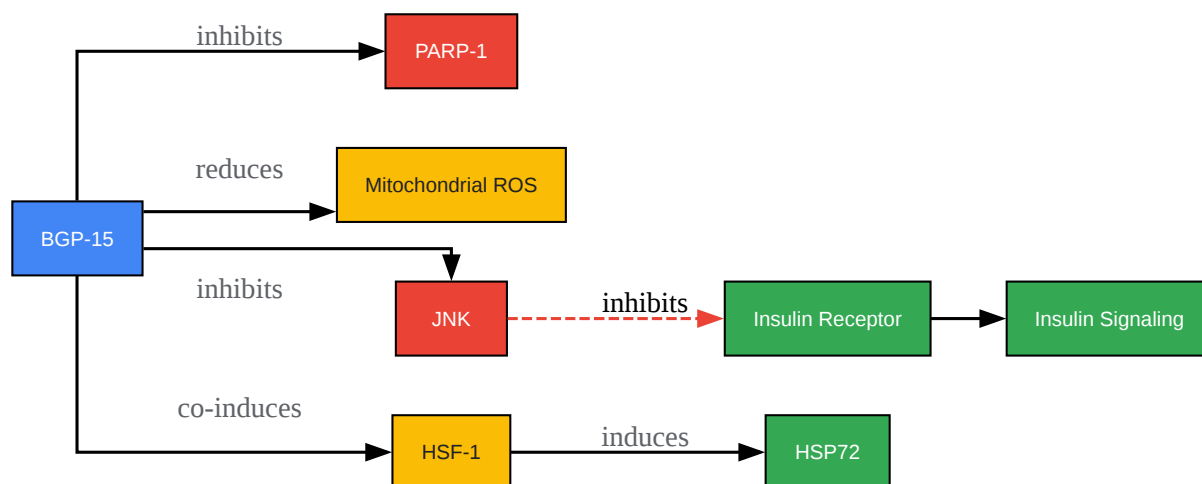 inhibits
PARP-1
reduces
Mitochondrial ROS
BGP-15
inhibits
JNK
inhibits
Insulin Receptor
Insulin Signaling
co-induces
HSF-1
induces
HSP72